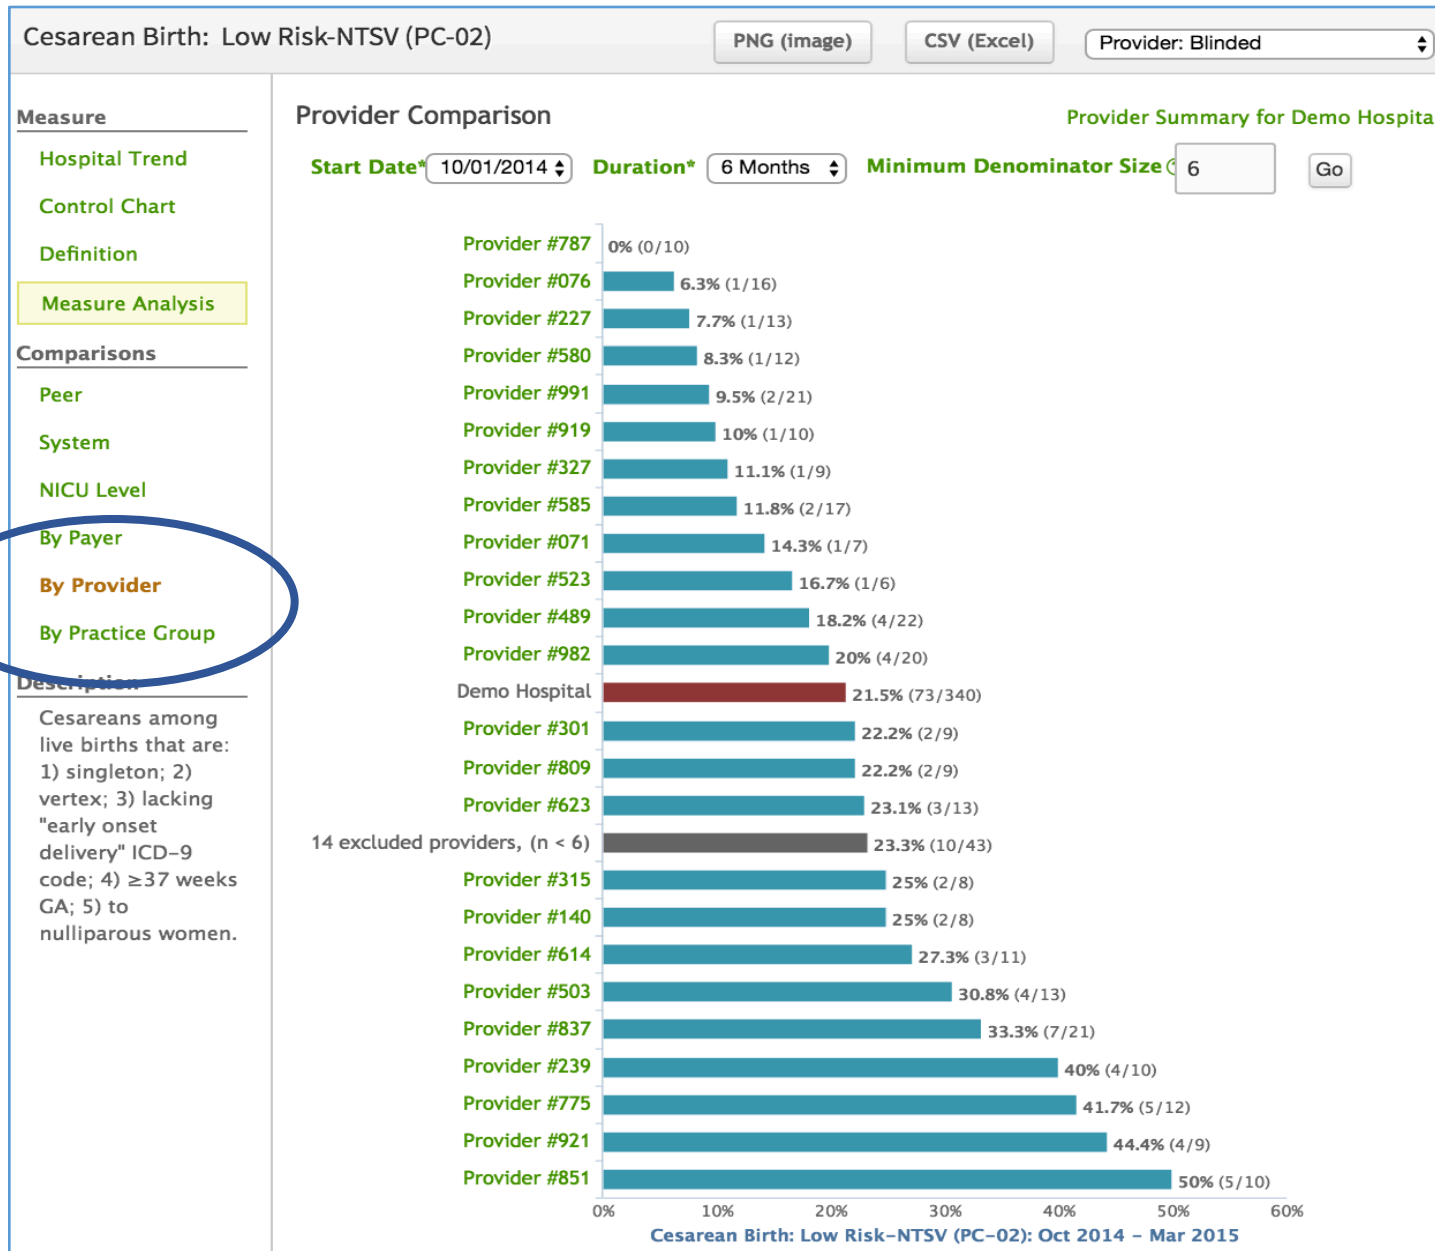 Cesarean Birth: Low Risk-NTSV (PC-02)
PNG (image)
CSV (Excel)
Provider: Blinded
Measure
Hospital Trend
Control Chart
Definition
Measure Analysis
Comparisons
Peer
System
NICU Level
By Payer
By Provider
By Practice Group
Description
Cesareans among
live births that are:
1) singleton; 2)
vertex; 3) lacking
"early onset
delivery" ICD-9
code; 4) ≥37 weeks
GA; 5) to
nulliparous women.
Provider Comparison
Provider Summary for Demo Hospita
Start Date* 10/01/2014 Duration* 6 Months Minimum Denominator Size 6 Go
Provider #787 0% (0/10)
Provider #076 6.3% (1/16)
Provider #227 7.7% (1/13)
Provider #580 8.3% (1/12)
Provider #991 9.5% (2/21)
Provider #919 10% (1/10)
Provider #327 11.1% (1/9)
Provider #585 11.8% (2/17)
Provider #071 14.3% (1/7)
Provider #523 16.7% (1/6)
Provider #489 18.2% (4/22)
Provider #982 20% (4/20)
Demo Hospital 21.5% (73/340)
Provider #301 22.2% (2/9)
Provider #809 22.2% (2/9)
Provider #623 23.1% (3/13)
14 excluded providers, (n < 6) 23.3% (10/43)
Provider #315 25% (2/8)
Provider #140 25% (2/8)
Provider #614 27.3% (3/11)
Provider #503 30.8% (4/13)
Provider #837 33.3% (7/21)
Provider #239 40% (4/10)
Provider #775 41.7% (5/12)
Provider #921 44.4% (4/9)
Provider #851 50% (5/10)
0% 10% 20% 30% 40% 50% 60%
Cesarean Birth: Low Risk-NTSV (PC-02): Oct 2014 - Mar 2015